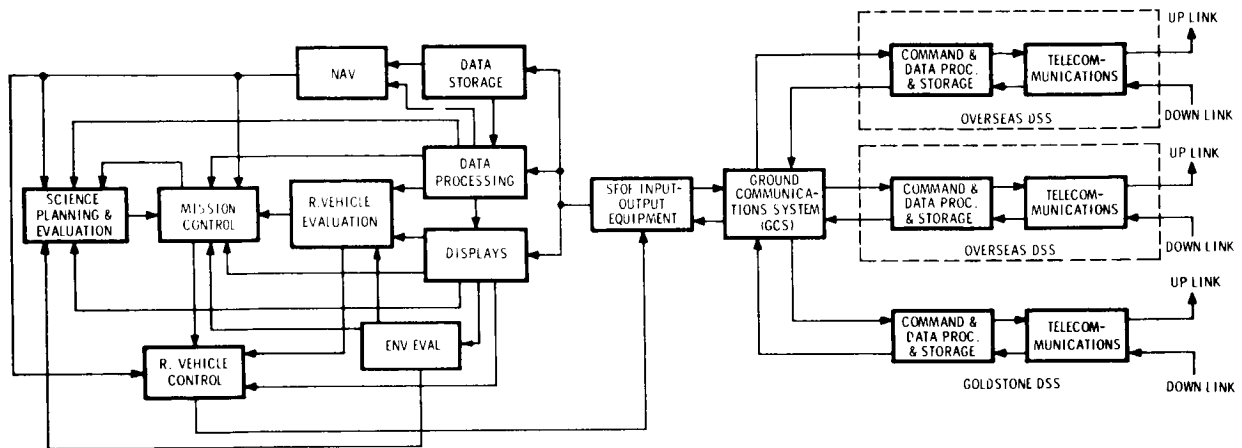 NAV
DATA
STORAGE
DATA
PROCESSING
SCIENCE
PLANNING &
EVALUATION
MISSION
CONTROL
R.VEHICLE
EVALUATION
DISPLAYS
ENV EVAL
R. VEHICLE
CONTROL
SFOF INPUT-
OUTPUT
EQUIPMENT
GROUND
COMMUNICA-
TIONS SYSTEM
(GCS)
COMMAND &
DATA PROC.
& STORAGE
TELECOM-
MUNICATIONS
UP LINK
DOWN LINK
OVERSEAS DSS
COMMAND &
DATA PROC.
& STORAGE
TELECOM-
MUNICATIONS
UP LINK
DOWN LINK
OVERSEAS DSS
COMMAND &
DATA PROC.
& STORAGE
TELECOM-
MUNICATIONS
UP LINK
DOWN LINK
GOLDSTONE DSS